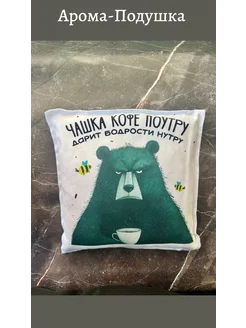 Арома-Подушка
ЧАШКА КОФЕ ПОУТРУ
ДАРИТ БОДРОСТИ НУТРУ